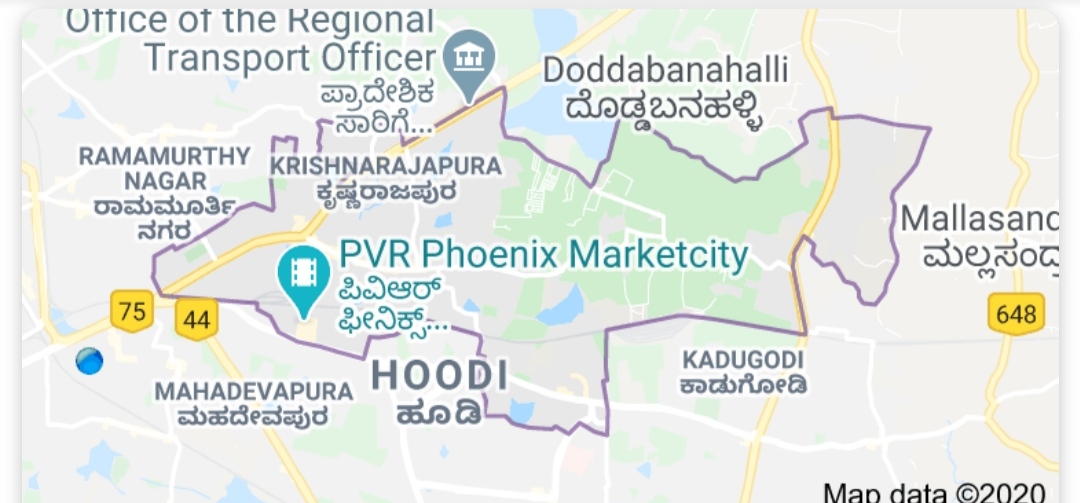 Office of the Regional
Transport Officer
ಪ್ರಾದೇಶಿಕ
ಸಾರಿಗೆ...
Doddabanahalli
ದೊಡ್ಡಬನಹಳ್ಳಿ
RAMAMURTHY
NAGAR
ರಾಮಮೂರ್ತಿ
ನಗರ
KRISHNARAJAPURA
ಕೃಷ್ಣರಾಜಪುರ
Mallasand
ಮಲ್ಲಸಂದ್ರ
PVR Phoenix Marketcity
ಪಿವಿಆರ್
ಫೀನಿಕ್ಸ್...
75
44
648
HOODI
ಹೂಡಿ
KADUGODI
ಕಾಡುಗೋಡಿ
MAHADEVAPURA
ಮಹದೇವಪುರ
Map data ©2020